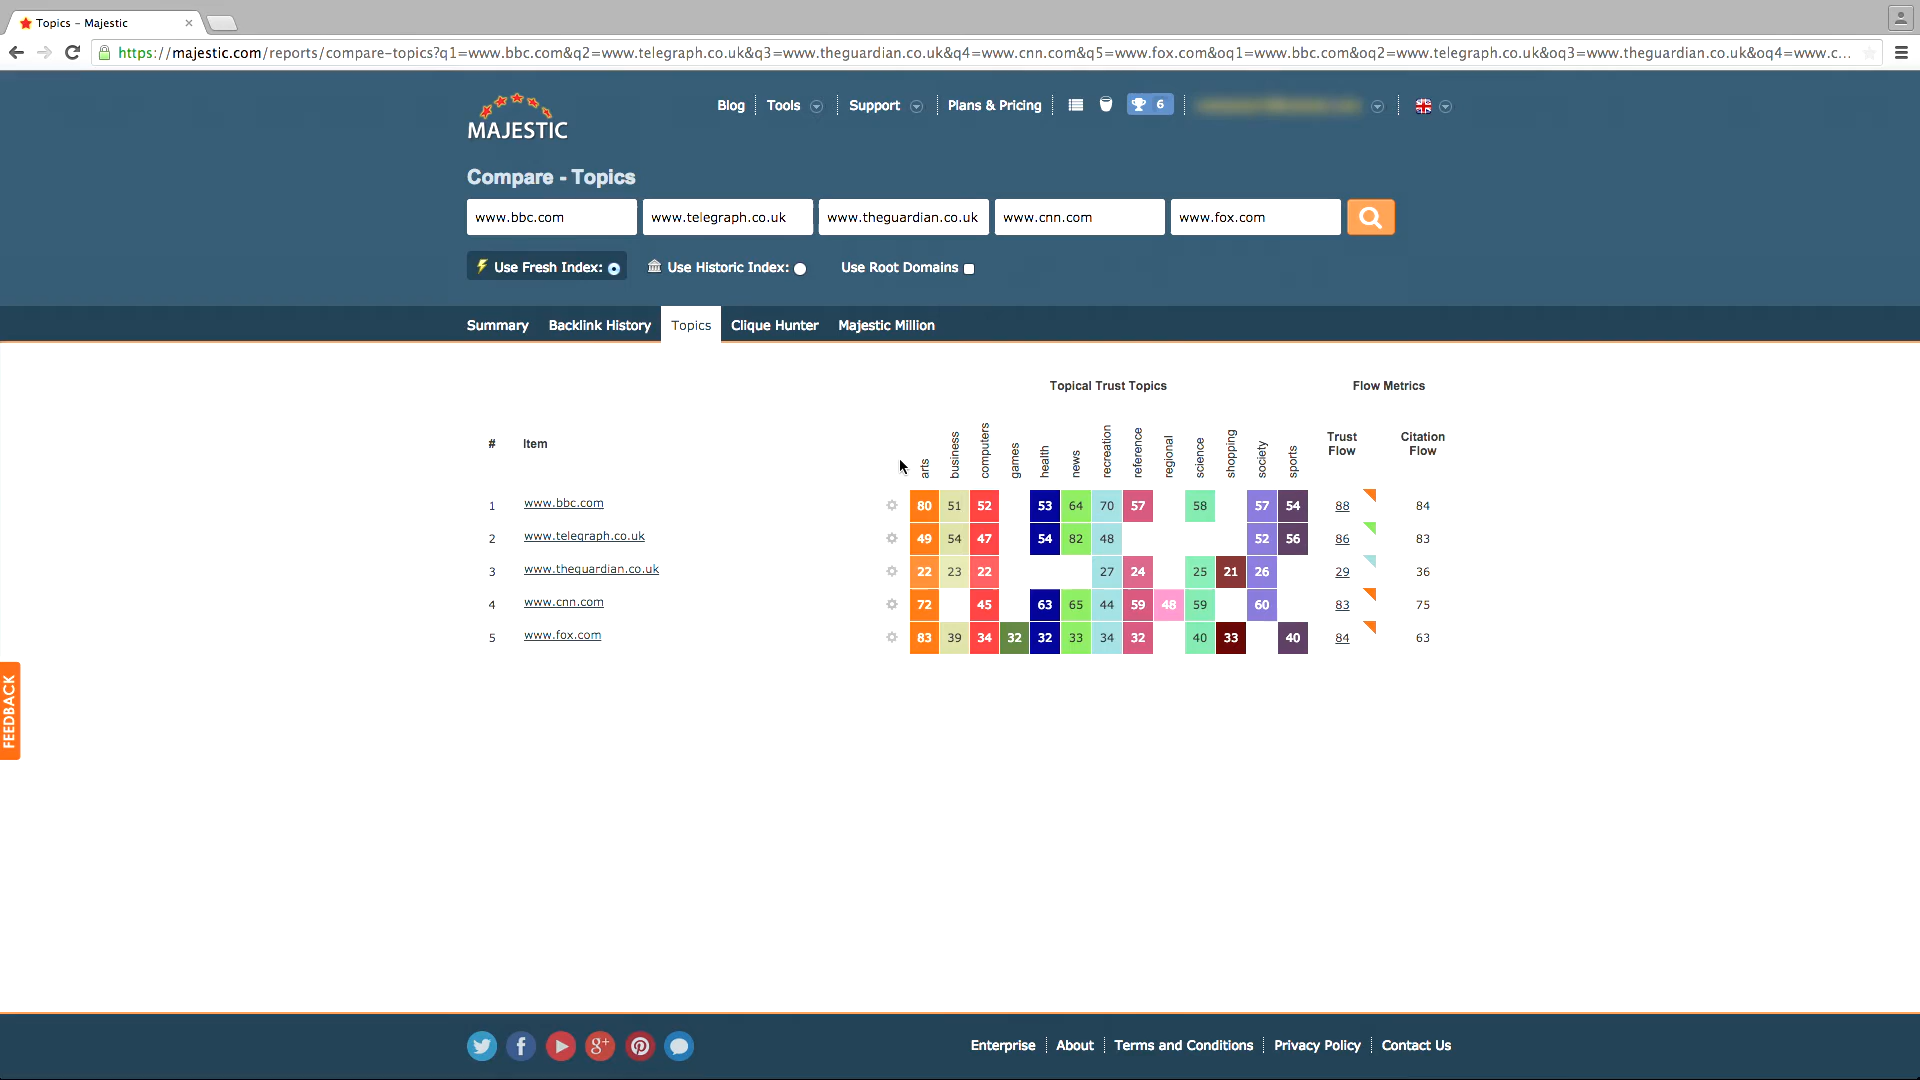 Topics - Majestic
https://majestic.com/reports/compare-topics?q1=www.bbc.com&q2=www.telegraph.co.uk&q3=www.theguardian.co.uk&q4=www.cnn.com&q5=www.fox.com&oq1=www.bbc.com&oq2=www.telegraph.co.uk&oq3=www.theguardian.co.uk&oq4=www.c...
MAJESTIC
Blog Tools Support Plans & Pricing 6
Compare - Topics
www.bbc.com www.telegraph.co.uk www.theguardian.co.uk www.cnn.com www.fox.com
Use Fresh Index: Use Historic Index: Use Root Domains
Summary Backlink History Topics Clique Hunter Majestic Million
Topical Trust Topics Flow Metrics
# Item arts business computers games health news recreation reference regional science shopping society sports Trust Flow Citation Flow
1 www.bbc.com 80 51 52 53 64 70 57 58 57 54 88 84
2 www.telegraph.co.uk 49 54 47 54 82 48 52 56 86 83
3 www.theguardian.co.uk 22 23 22 27 24 25 21 26 29 36
4 www.cnn.com 72 45 63 65 44 59 48 59 60 83 75
5 www.fox.com 83 39 34 32 32 33 34 32 40 33 40 84 63
FEEDBACK
Enterprise About Terms and Conditions Privacy Policy Contact Us